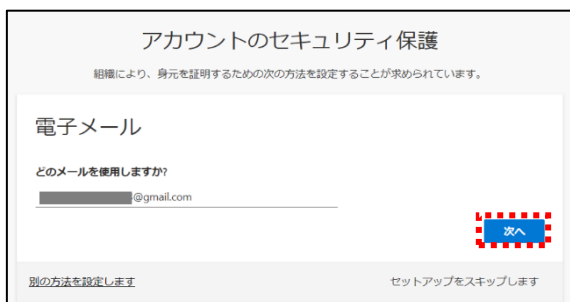 アカウントのセキュリティ保護
組織により、身元を証明するための次の方法を設定することが求められています。
電子メール
どのメールを使用しますか?
@gmail.com
次へ
別の方法を設定します
セットアップをスキップします